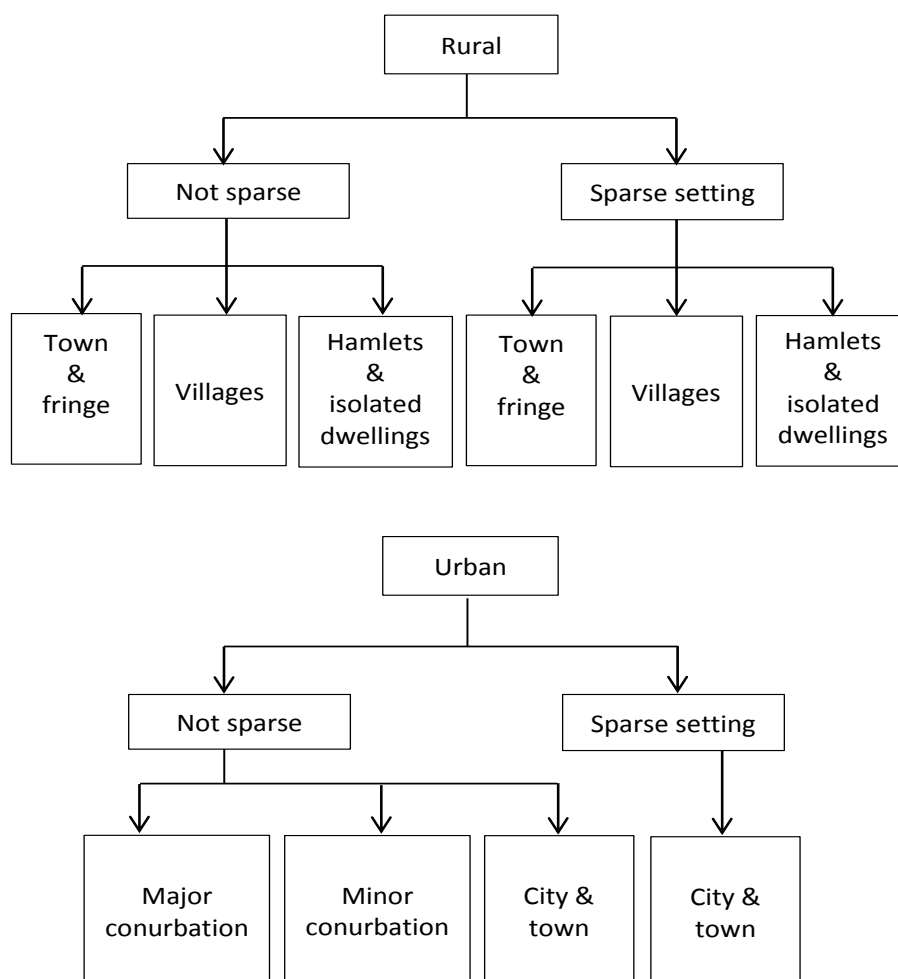 Rural
Not sparse
Sparse setting
Town
&
fringe
Villages
Hamlets
&
isolated
dwellings
Town
&
fringe
Villages
Hamlets
&
isolated
dwellings
Urban
Not sparse
Sparse setting
Major
conurbation
Minor
conurbation
City &
town
City &
town